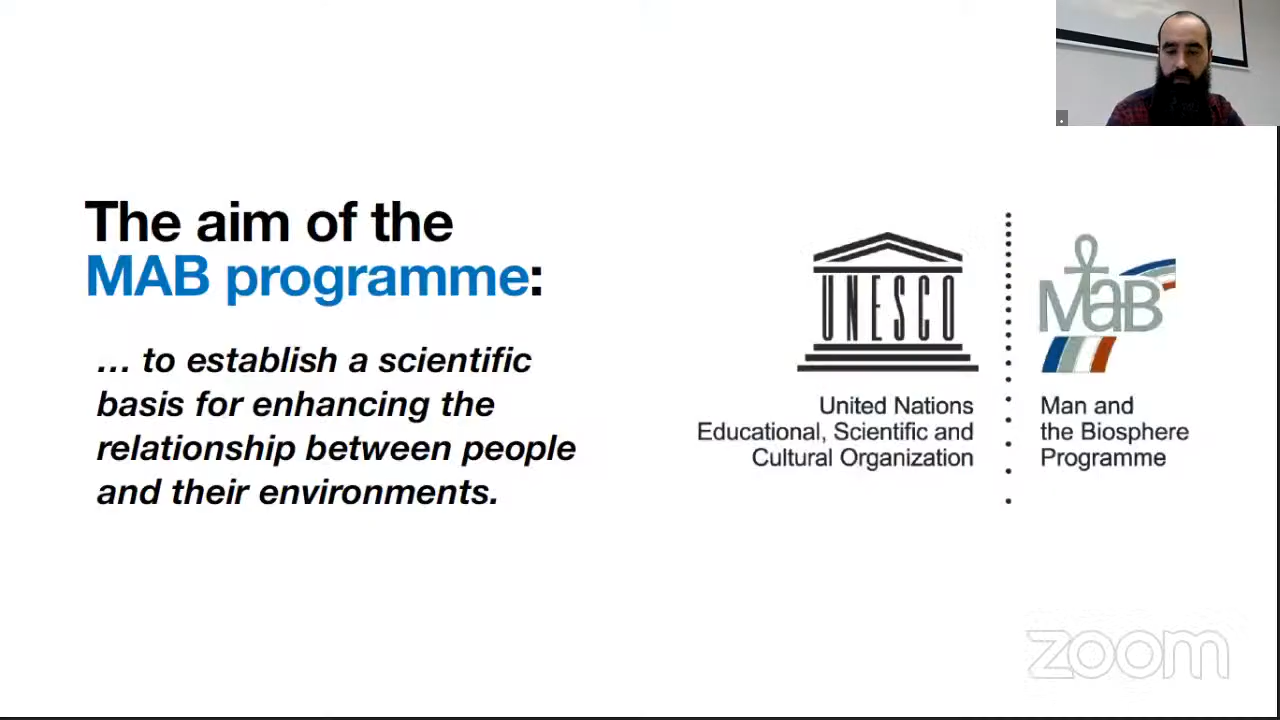 The aim of the
MAB programme:
... to establish a scientific
basis for enhancing the
relationship between people
and their environments.
UNESCO
United Nations
Educational, Scientific and
Cultural Organization
MaB
Man and
the Biosphere
Programme
zoom